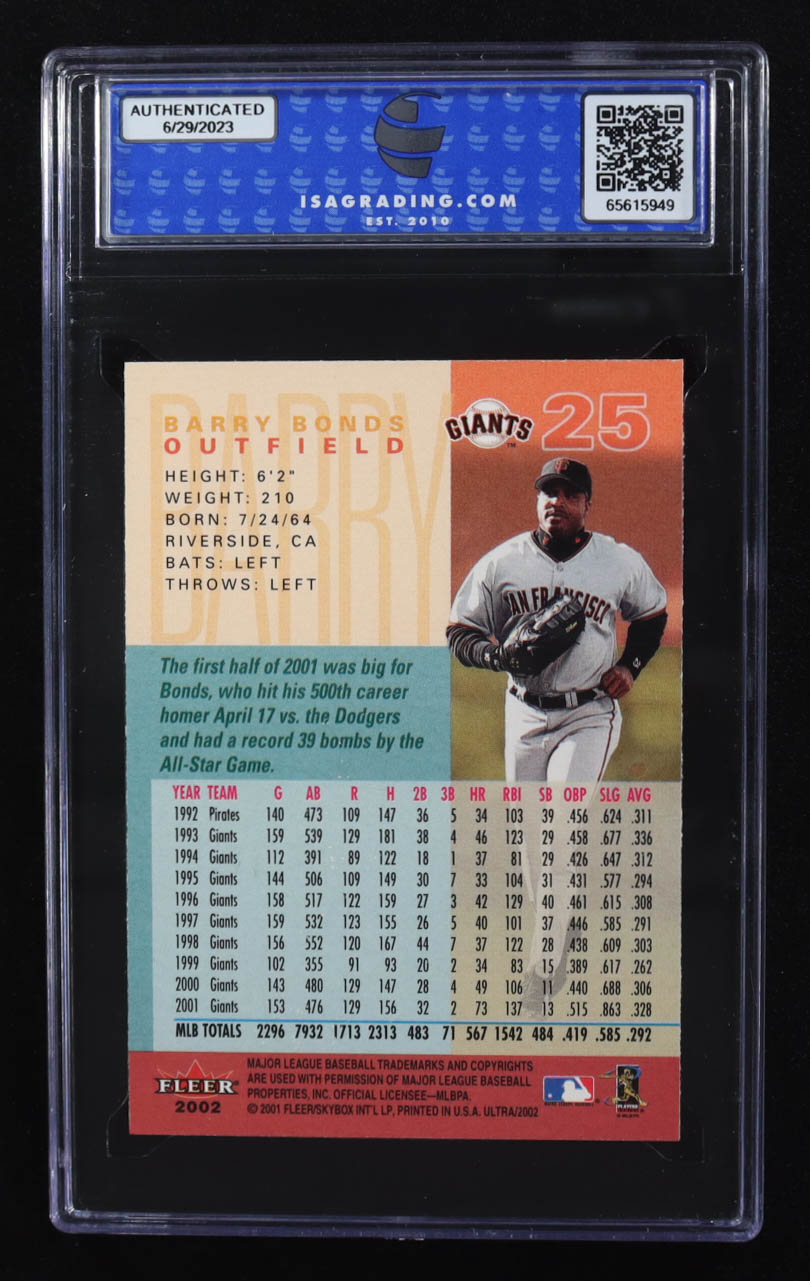 AUTHENTICATED
6/29/2023
ISAGRADING.COM
EST. 2010
65615949
BARRY
BARRY BONDS
OUTFIELD
GIANTS
TM
25
HEIGHT: 6'2"
WEIGHT: 210
BORN: 7/24/64
RIVERSIDE, CA
BATS: LEFT
THROWS: LEFT
SAN FRANCISCO
The first half of 2001 was big for
Bonds, who hit his 500th career
homer April 17 vs. the Dodgers
and had a record 39 bombs by the
All-Star Game.
YEAR TEAM G AB R H 2B 3B HR RBI SB OBP SLG AVG
1992 Pirates 140 473 109 147 36 5 34 103 39 .456 .624 .311
1993 Giants 159 539 129 181 38 4 46 123 29 .458 .677 .336
1994 Giants 112 391 89 122 18 1 37 81 29 .426 .647 .312
1995 Giants 144 506 109 149 30 7 33 104 31 .431 .577 .294
1996 Giants 158 517 122 159 27 3 42 129 40 .461 .615 .308
1997 Giants 159 532 123 155 26 5 40 101 37 .446 .585 .291
1998 Giants 156 552 120 167 44 7 37 122 28 .438 .609 .303
1999 Giants 102 355 91 93 20 2 34 83 15 .389 .617 .262
2000 Giants 143 480 129 147 28 4 49 106 11 .440 .688 .306
2001 Giants 153 476 129 156 32 2 73 137 13 .515 .863 .328
MLB TOTALS 2296 7932 1713 2313 483 71 567 1542 484 .419 .585 .292
FLEER
2002
MAJOR LEAGUE BASEBALL TRADEMARKS AND COPYRIGHTS
ARE USED WITH PERMISSION OF MAJOR LEAGUE BASEBALL
PROPERTIES, INC. OFFICIAL LICENSEE—MLBPA.
© 2001 FLEER/SKYBOX INT'L LP, PRINTED IN U.S.A. ULTRA/2002